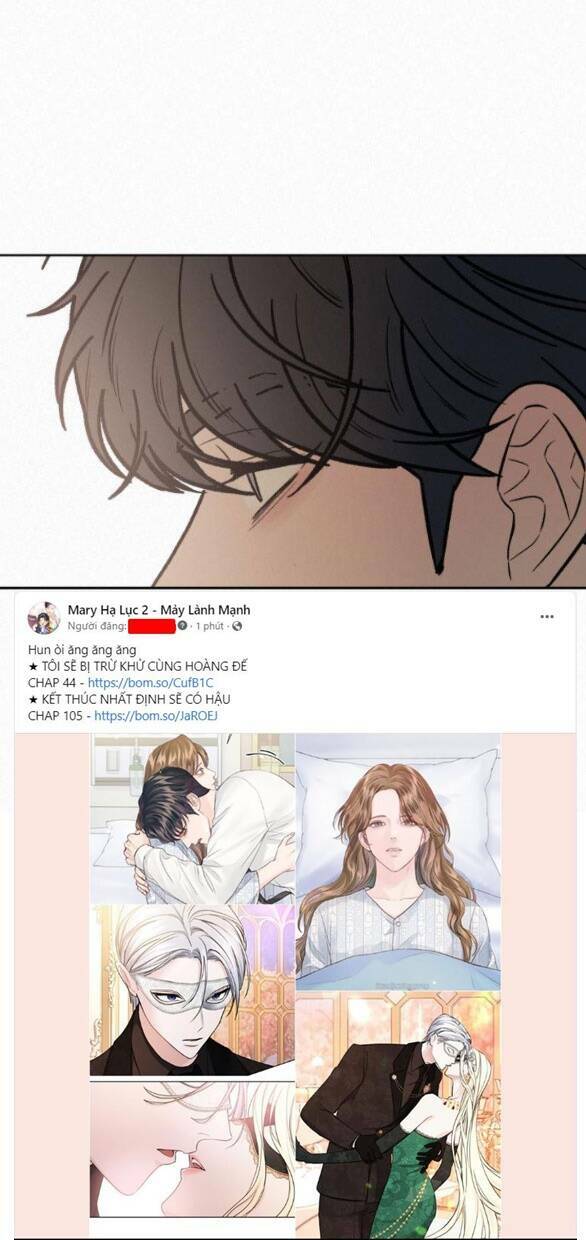 Mary Hạ Lục 2 - Mảy Lành Mạnh
Người đăng: · 1 phút ·
Hun òi ăng ăng ăng
★ TÔI SẼ BỊ TRỪ KHỬ CÙNG HOÀNG ĐẾ
CHAP 44 - https://bom.so/CufB1C
★ KẾT THÚC NHẤT ĐỊNH SẼ CÓ HẬU
CHAP 105 - https://bom.so/JaROEJ